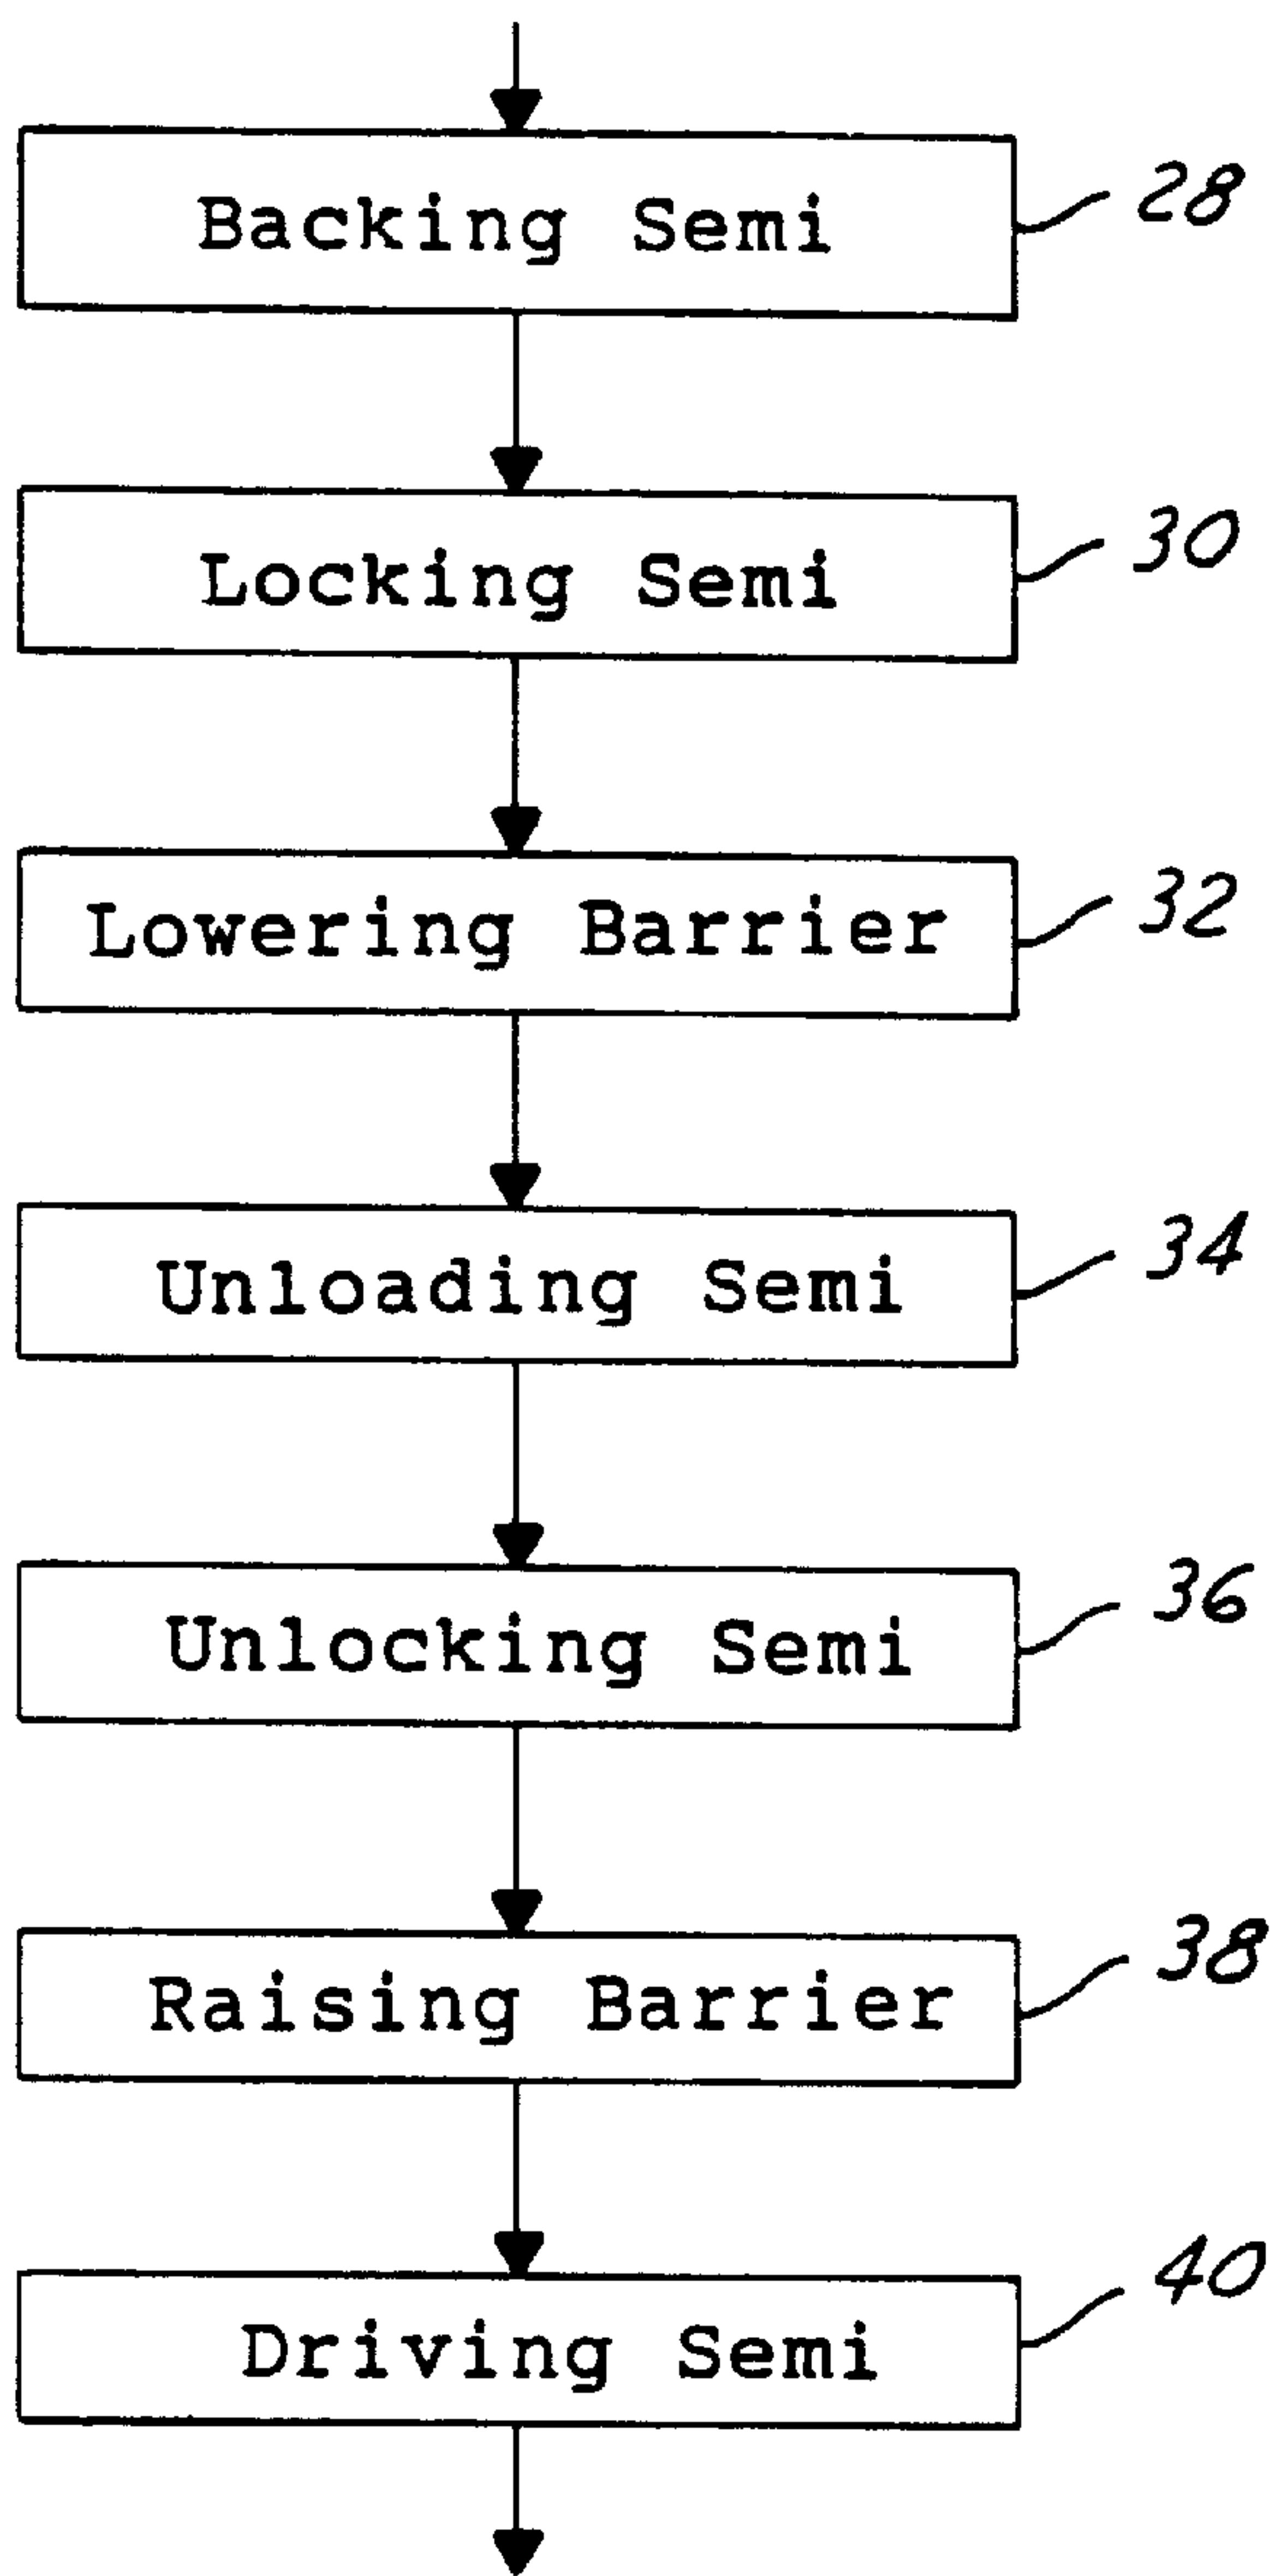 Backing Semi 28
Locking Semi 30
Lowering Barrier 32
Unloading Semi 34
Unlocking Semi 36
Raising Barrier 38
Driving Semi 40